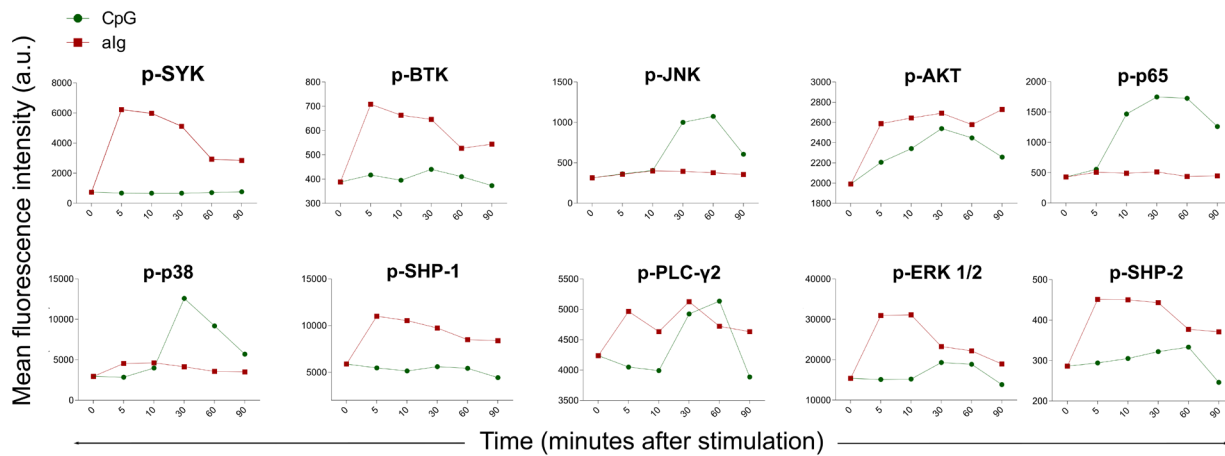 CpG
aIg
Mean fluorescence intensity (a.u.)
p-SYK
8000
6000
4000
2000
0
0 5 10 30 60 90
p-BTK
800
700
600
500
400
300
0 5 10 30 60 90
p-JNK
1500
1000
500
0
0 5 10 30 60 90
p-AKT
3000
2800
2600
2400
2200
2000
1800
0 5 10 30 60 90
p-p65
2000
1500
1000
500
0
0 5 10 30 60 90
p-p38
15000
10000
5000
0
0 5 10 30 60 90
p-SHP-1
15000
10000
5000
0 5 10 30 60 90
p-PLC-γ2
5500
5000
4500
4000
3500
0 5 10 30 60 90
p-ERK 1/2
40000
30000
20000
10000
0 5 10 30 60 90
p-SHP-2
500
400
300
200
0 5 10 30 60 90
Time (minutes after stimulation)